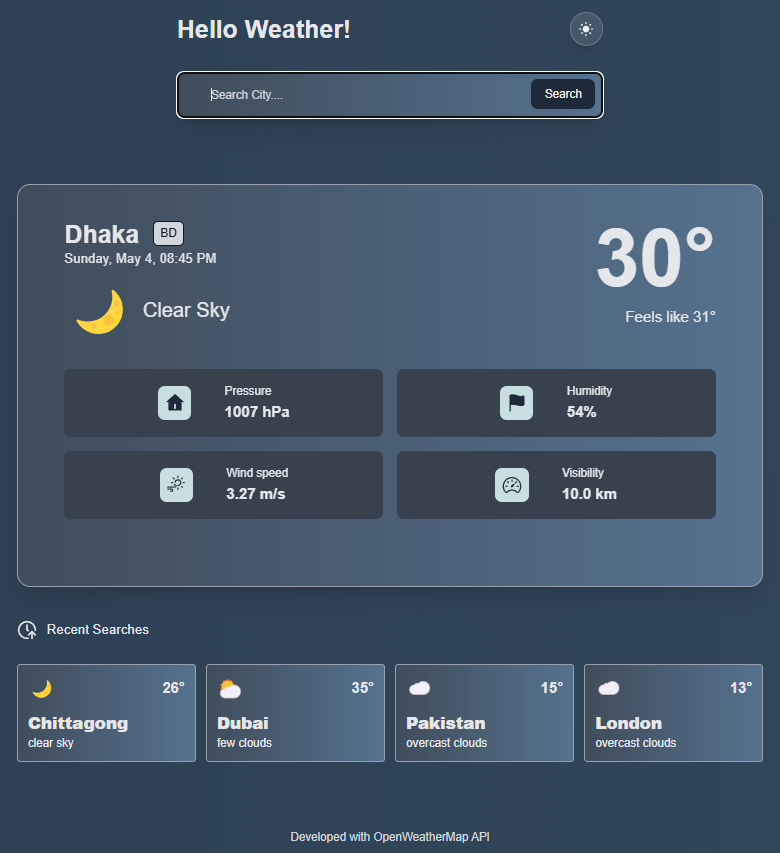 Hello Weather!
Search City....
Search
Dhaka
BD
Sunday, May 4, 08:45 PM
Clear Sky
30°
Feels like 31°
Pressure
1007 hPa
Humidity
54%
Wind speed
3.27 m/s
Visibility
10.0 km
Recent Searches
26°
Chittagong
clear sky
35°
Dubai
few clouds
15°
Pakistan
overcast clouds
13°
London
overcast clouds
Developed with OpenWeatherMap API